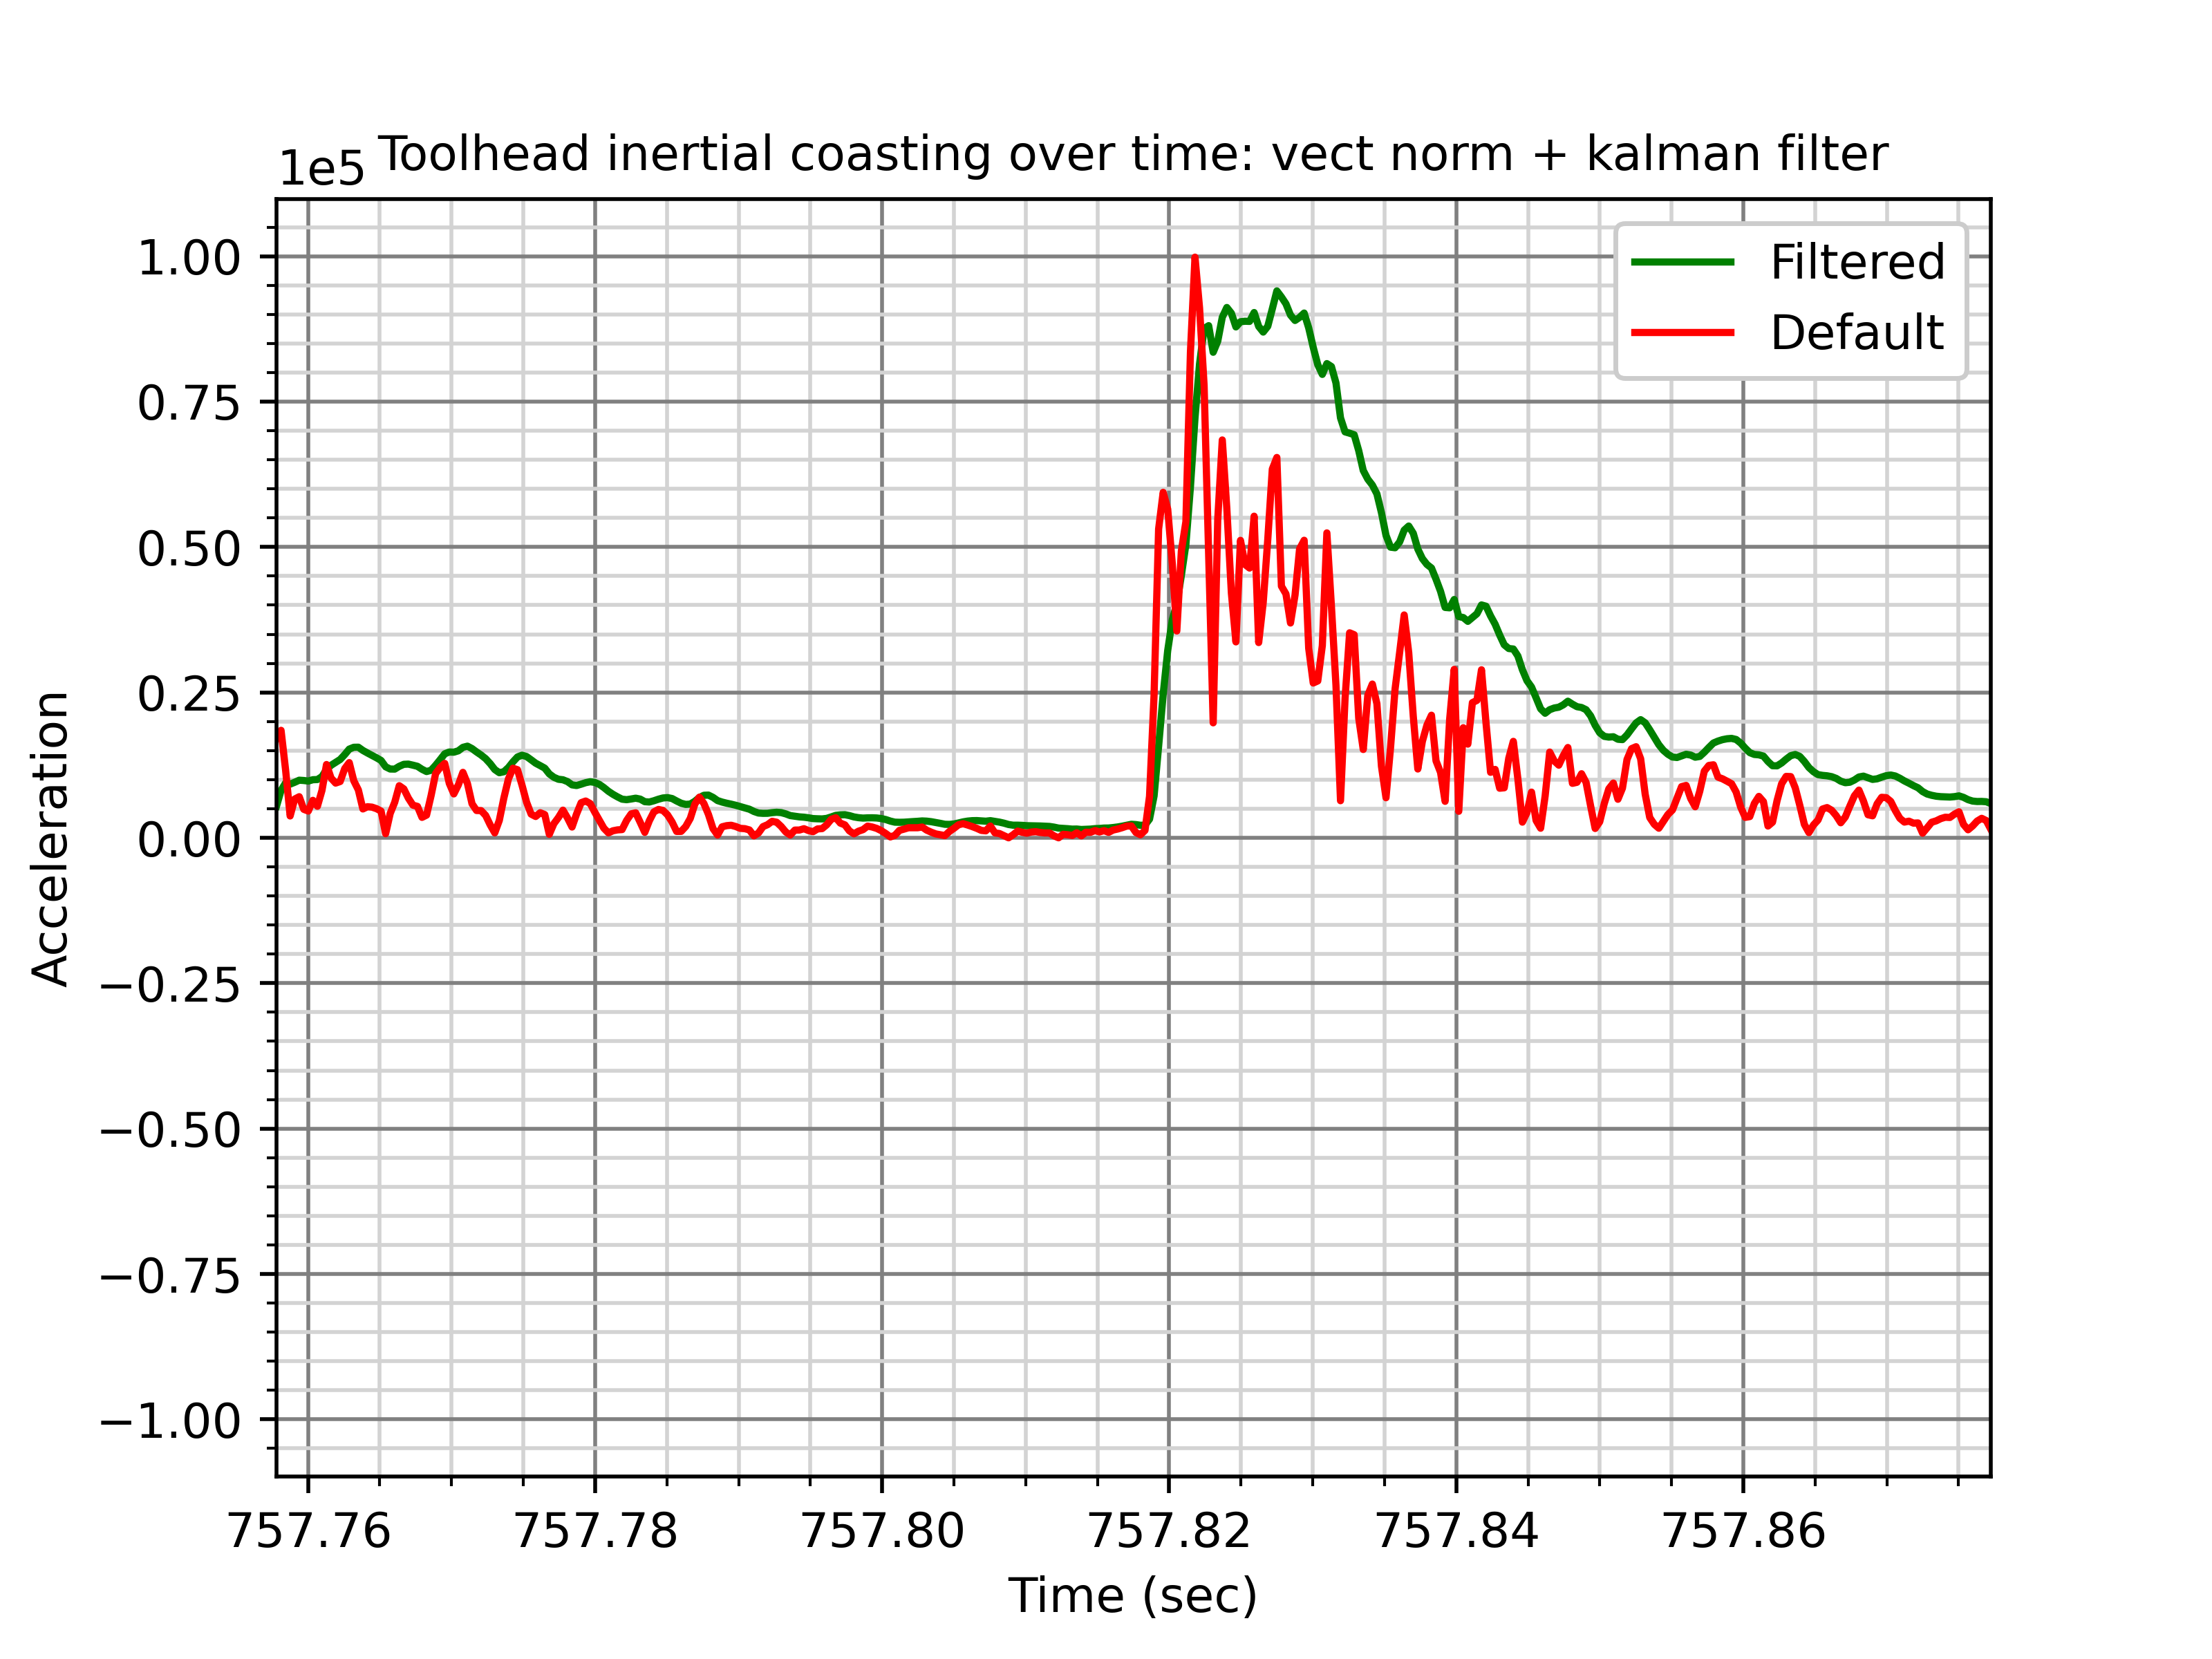 1e5
Toolhead inertial coasting over time: vect norm + kalman filter
Filtered
Default
1.00
0.75
0.50
0.25
0.00
−0.25
−0.50
−0.75
−1.00
Acceleration
757.76 757.78 757.80 757.82 757.84 757.86
Time (sec)